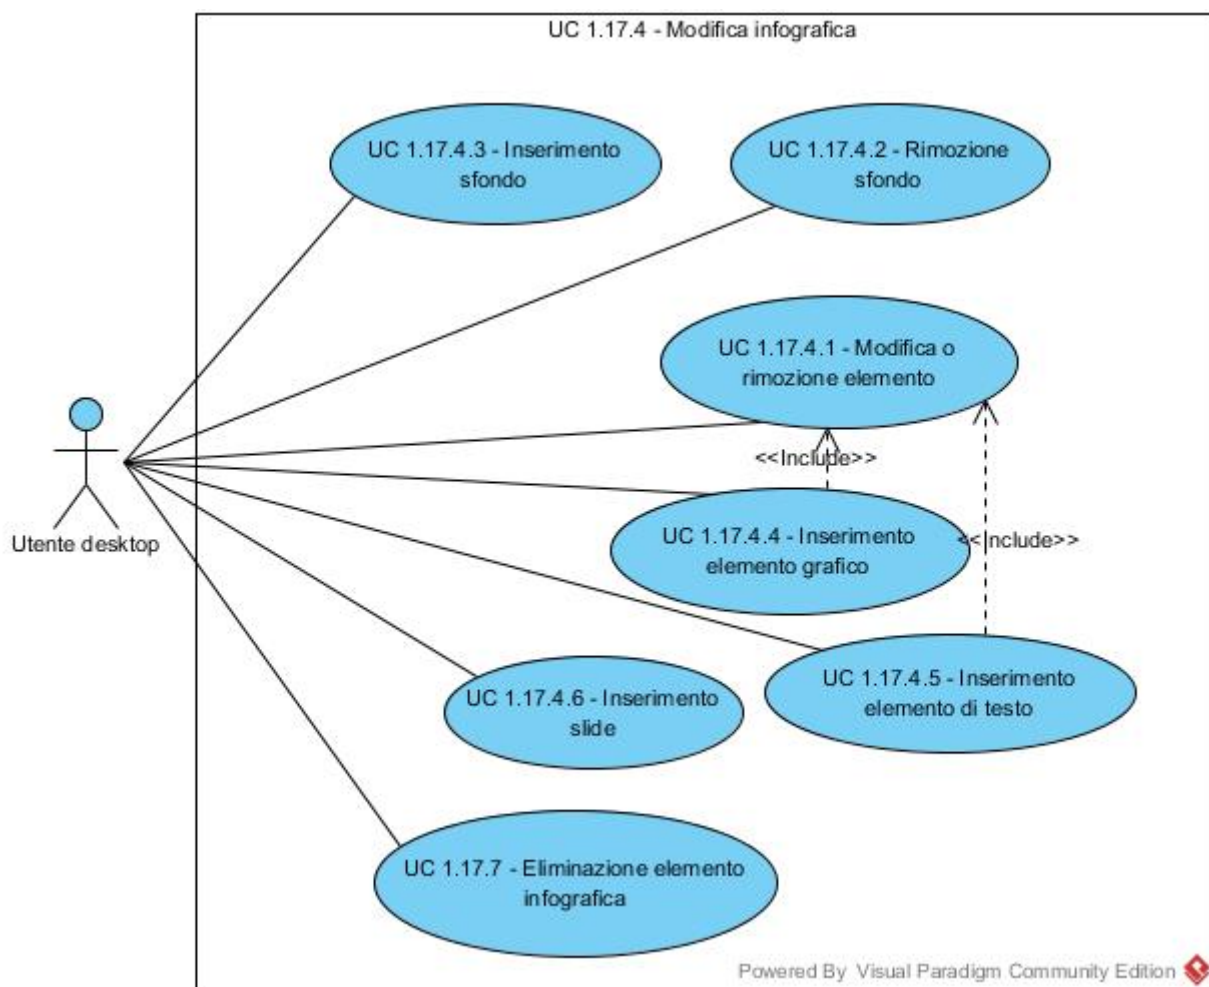 UC 1.17.4 - Modifica infografica
UC 1.17.4.3 - Inserimento
sfondo
UC 1.17.4.2 - Rimozione
sfondo
UC 1.17.4.1 - Modifica o
rimozione elemento
<<Include>>
UC 1.17.4.4 - Inserimento
elemento grafico
<<Include>>
Utente desktop
UC 1.17.4.5 - Inserimento
elemento di testo
UC 1.17.4.6 - Inserimento
slide
UC 1.17.7 - Eliminazione elemento
infografica
Powered By Visual Paradigm Community Edition